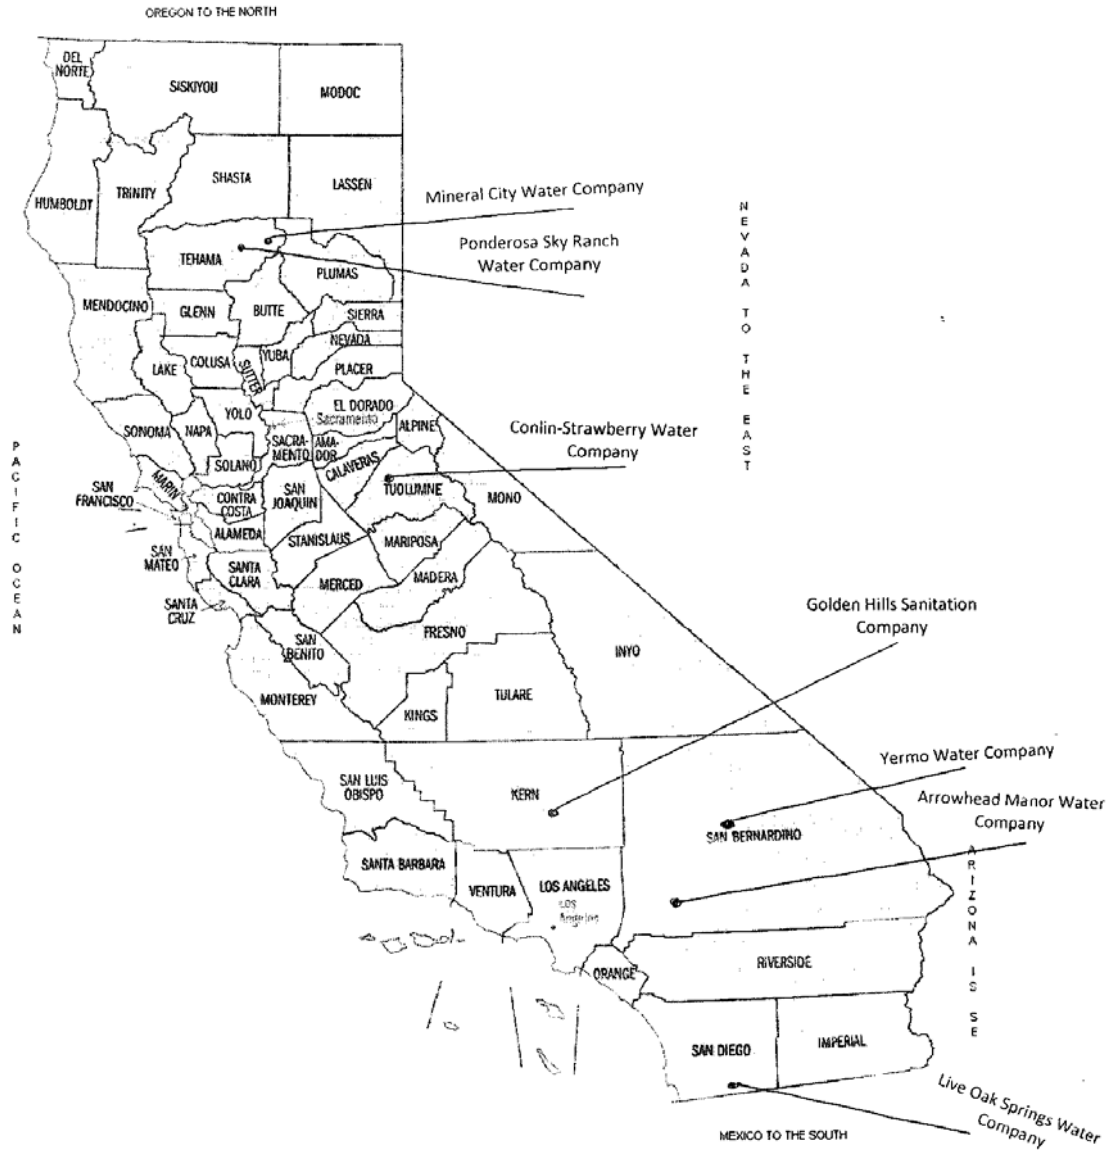 OREGON TO THE NORTH
DEL
NORTE
SISKIYOU
MODOC
HUMBOLDT
TRINITY
SHASTA
LASSEN
Mineral City Water Company
Ponderosa Sky Ranch
Water Company
TEHAMA
PLUMAS
MENDOCINO
GLENN
BUTTE
SIERRA
NEVADA
YUBA
COLUSA
LAKE
SUTTER
PLACER
YOLO
EL DORADO
Sacramento
SONOMA
NAPA
SACRA-
MENTO
AMA-
DOR
ALPINE
Conlin-Strawberry Water
Company
SOLANO
CALAVERAS
MARIN
SAN
FRANCISCO
CONTRA
COSTA
SAN
JOAQUIN
TUOLUMNE
MONO
ALAMEDA
STANISLAUS
MARIPOSA
SAN
MATEO
SANTA
CLARA
MERCED
MADERA
SANTA
CRUZ
SAN
BENITO
FRESNO
Golden Hills Sanitation
Company
INYO
MONTEREY
KINGS
TULARE
SAN LUIS
OBISPO
KERN
Yermo Water Company
Arrowhead Manor Water
Company
SAN BERNARDINO
SANTA BARBARA
VENTURA
LOS ANGELES
Los
Angeles
ORANGE
RIVERSIDE
SAN DIEGO
IMPERIAL
Live Oak Springs Water
Company
MEXICO TO THE SOUTH
PACIFIC OCEAN
NEVADA TO THE EAST
ARIZONA IS SE